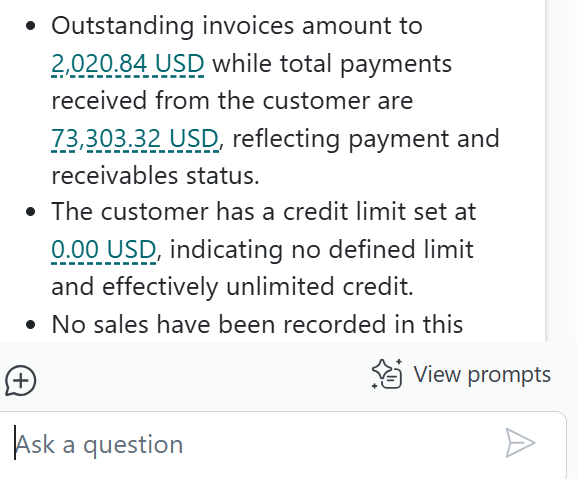 • Outstanding invoices amount to
2,020.84 USD while total payments
received from the customer are
73,303.32 USD, reflecting payment and
receivables status.
• The customer has a credit limit set at
0.00 USD, indicating no defined limit
and effectively unlimited credit.
• No sales have been recorded in this
View prompts
Ask a question